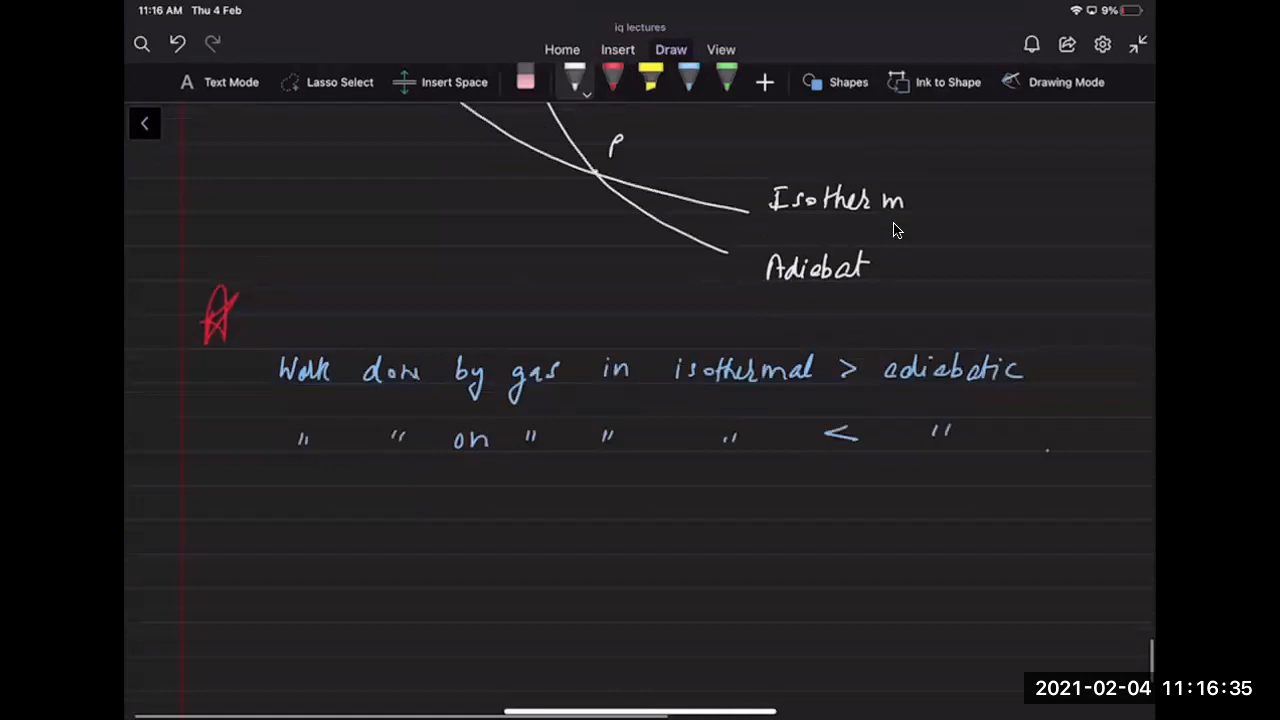 11:16 AM Thu 4 Feb
9%
iq lectures
Home Insert Draw View
Text Mode Lasso Select Insert Space Shapes Ink to Shape Drawing Mode
P
Isotherm
Adiabat
Work done by gas in isothermal > adiabatic
" " on " " " < "
2021-02-04 11:16:35